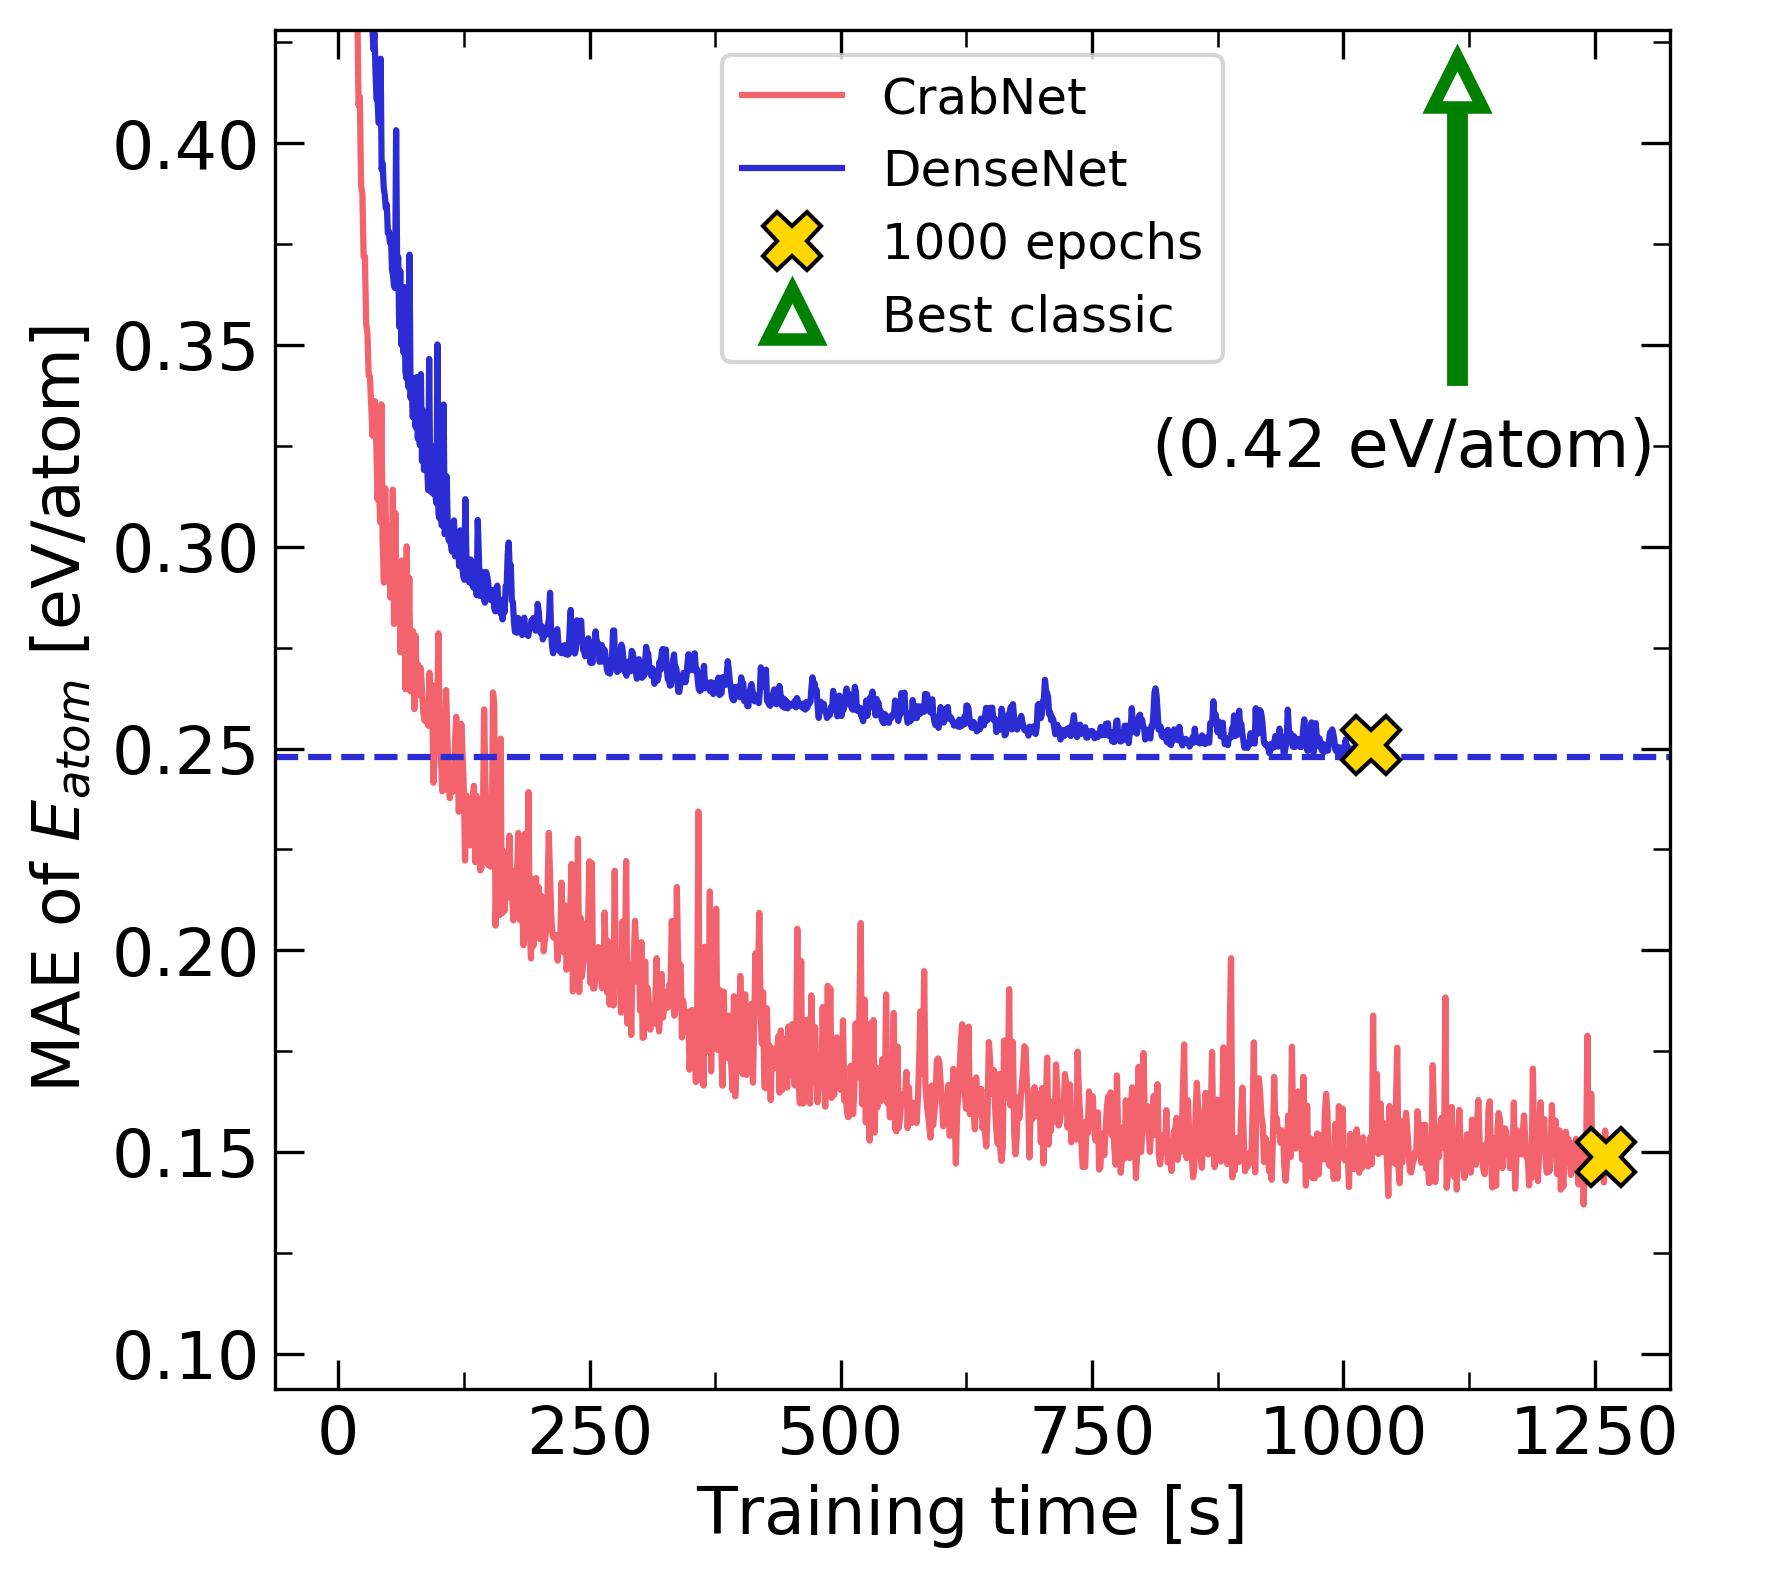 CrabNet
DenseNet
1000 epochs
Best classic
(0.42 eV/atom)
MAE of E_atom [eV/atom]
0.40
0.35
0.30
0.25
0.20
0.15
0.10
0 250 500 750 1000 1250
Training time [s]